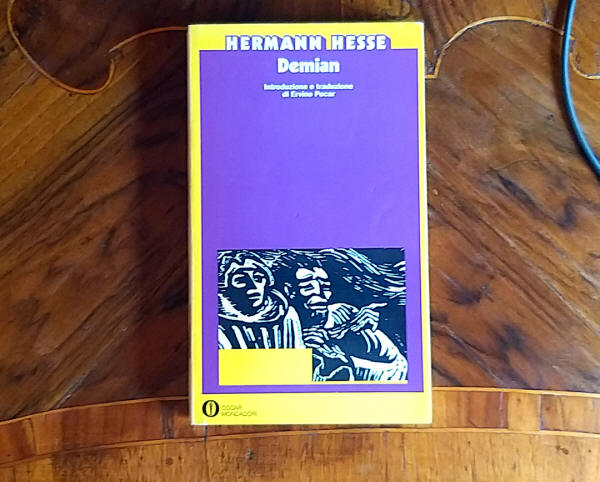 HERMANN HESSE
Demian
Introduzione e traduzione
di Ervino Pocar
OSCAR
MONDADORI